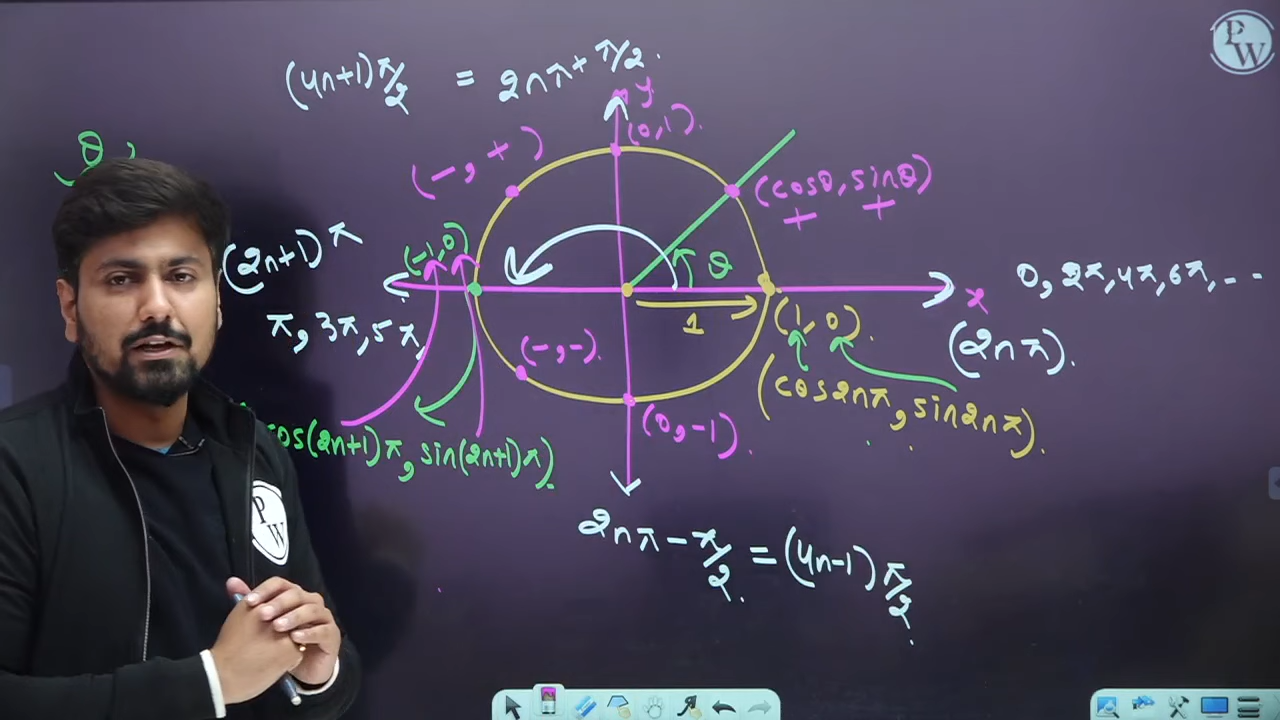 PW
(4n+1)π/2 = 2nπ+π/2.
y
(0,1).
θ,
(-,+)
(cosθ, sinθ)
+ +
(2n+1)π
(-1,0)
θ
0, 2π, 4π, 6π, ...
x
π, 3π, 5π,
1
(1,0).
(2nπ).
(-,-).
(cos2nπ, sin2nπ).
(0,-1).
cos(2n+1)π, sin(2n+1)π).
2nπ-π/2. = (4n-1)π/2.
PW